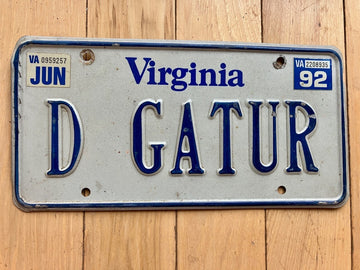 VA 0959257
JUN
Virginia
VA 2208935
92
D GATUR